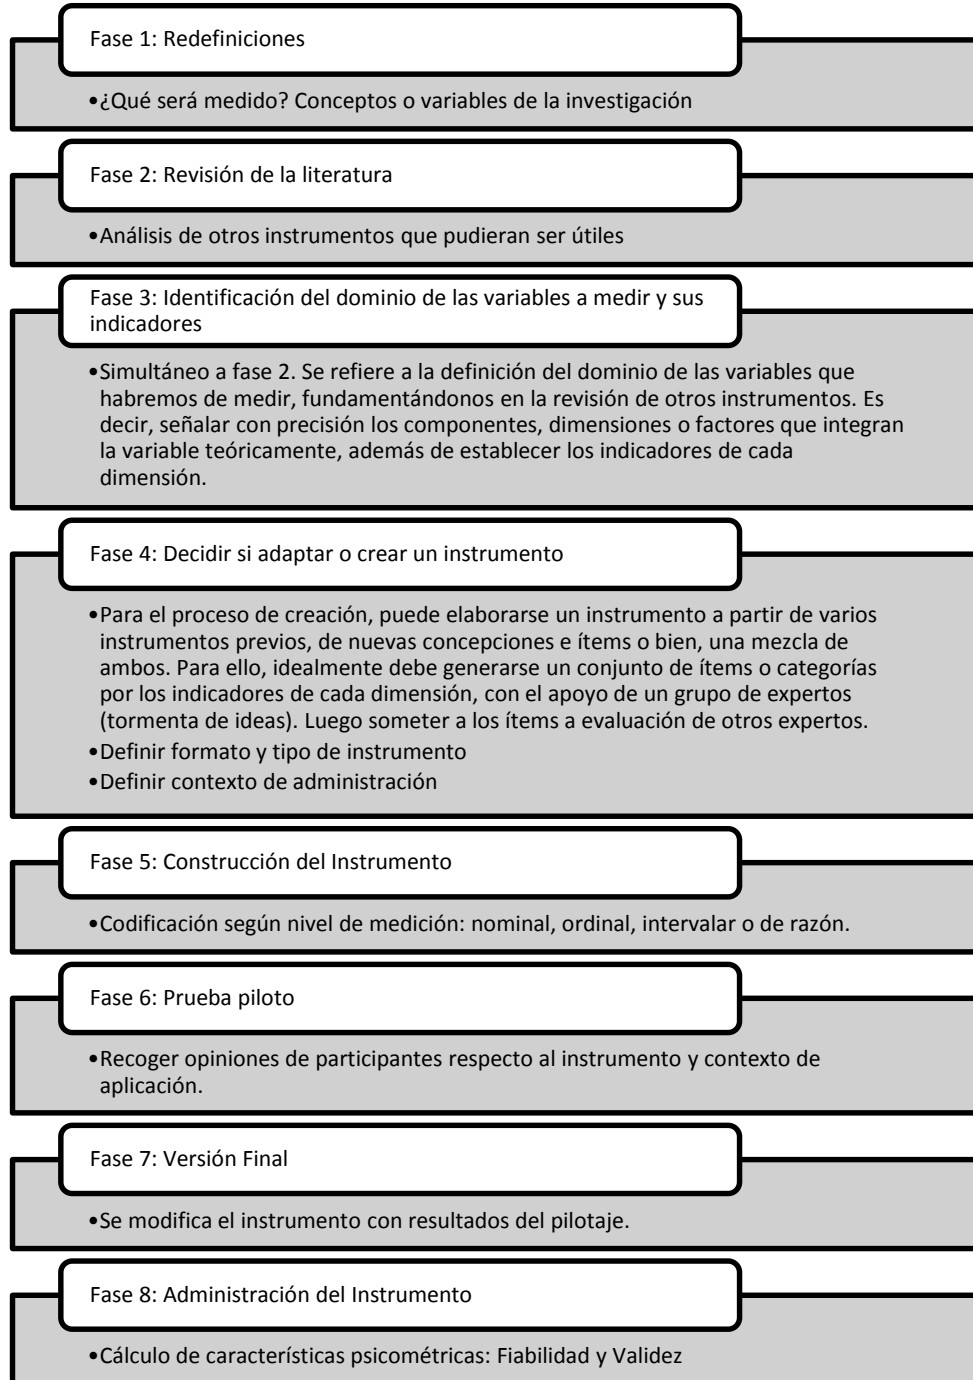 Fase 1: Redefiniciones
•¿Qué será medido? Conceptos o variables de la investigación
Fase 2: Revisión de la literatura
•Análisis de otros instrumentos que pudieran ser útiles
Fase 3: Identificación del dominio de las variables a medir y sus
indicadores
•Simultáneo a fase 2. Se refiere a la definición del dominio de las variables que
habremos de medir, fundamentándonos en la revisión de otros instrumentos. Es
decir, señalar con precisión los componentes, dimensiones o factores que integran
la variable teóricamente, además de establecer los indicadores de cada
dimensión.
Fase 4: Decidir si adaptar o crear un instrumento
•Para el proceso de creación, puede elaborarse un instrumento a partir de varios
instrumentos previos, de nuevas concepciones e ítems o bien, una mezcla de
ambos. Para ello, idealmente debe generarse un conjunto de ítems o categorías
por los indicadores de cada dimensión, con el apoyo de un grupo de expertos
(tormenta de ideas). Luego someter a los ítems a evaluación de otros expertos.
•Definir formato y tipo de instrumento
•Definir contexto de administración
Fase 5: Construcción del Instrumento
•Codificación según nivel de medición: nominal, ordinal, intervalar o de razón.
Fase 6: Prueba piloto
•Recoger opiniones de participantes respecto al instrumento y contexto de
aplicación.
Fase 7: Versión Final
•Se modifica el instrumento con resultados del pilotaje.
Fase 8: Administración del Instrumento
•Cálculo de características psicométricas: Fiabilidad y Validez